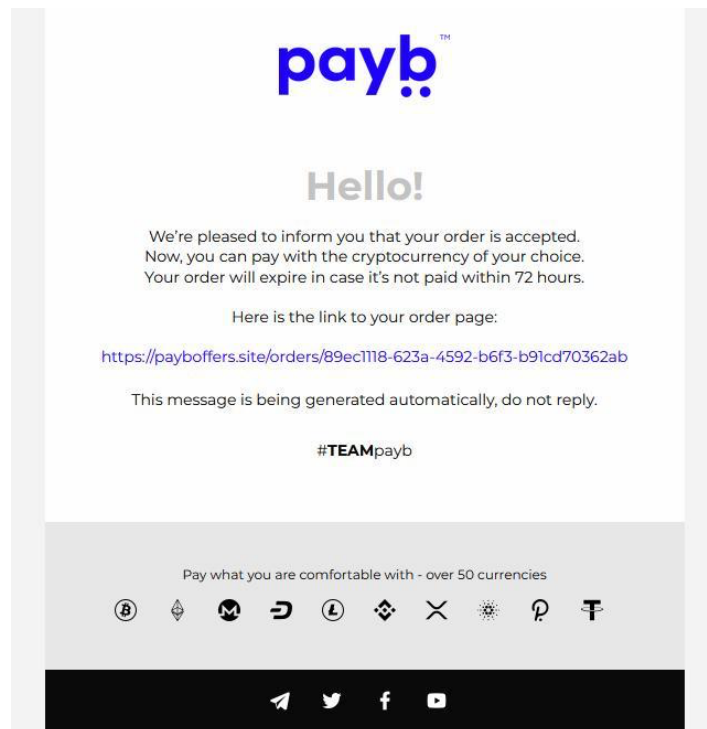 payb™
Hello!
We're pleased to inform you that your order is accepted.
Now, you can pay with the cryptocurrency of your choice.
Your order will expire in case it's not paid within 72 hours.
Here is the link to your order page:
https://payboffers.site/orders/89ec1118-623a-4592-b6f3-b91cd70362ab
This message is being generated automatically, do not reply.
#TEAMpayb
Pay what you are comfortable with - over 50 currencies